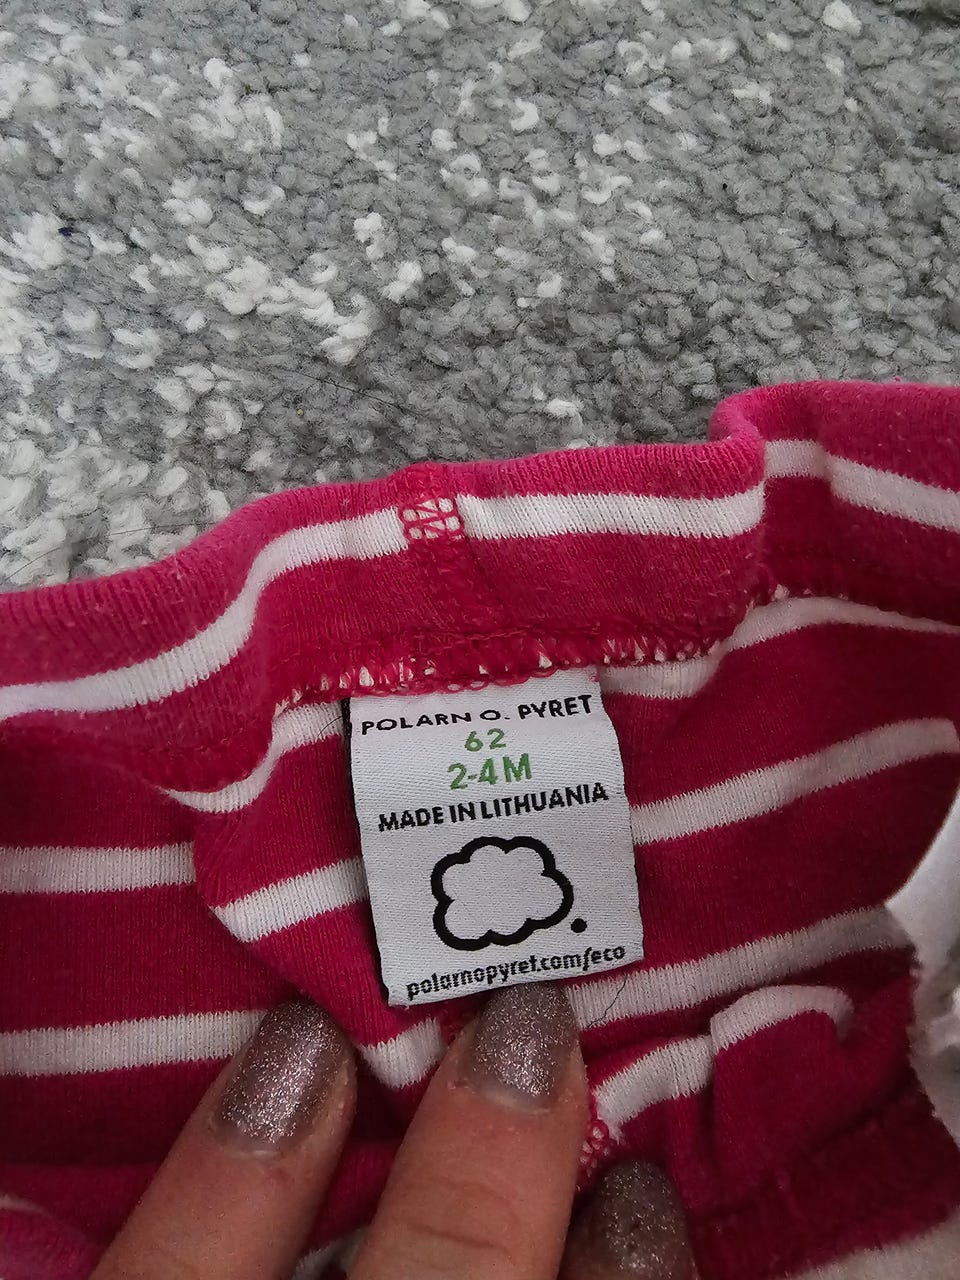 POLARN O. PYRET
62
2-4M
MADE IN LITHUANIA
polarnopyret.com/eco